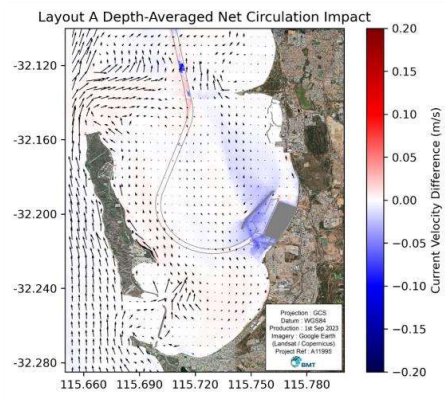 Layout A Depth-Averaged Net Circulation Impact
-32.120
-32.160
-32.200
-32.240
-32.280
115.660 115.690 115.720 115.750 115.780
0.20
0.15
0.10
0.05
0.00
-0.05
-0.10
-0.15
-0.20
Current Velocity Difference (m/s)
Projection : GCS
Datum : WGS84
Production : 1st Sep 2023
Imagery : Google Earth
(Landsat / Copernicus)
Project Ref : A11995
BMT